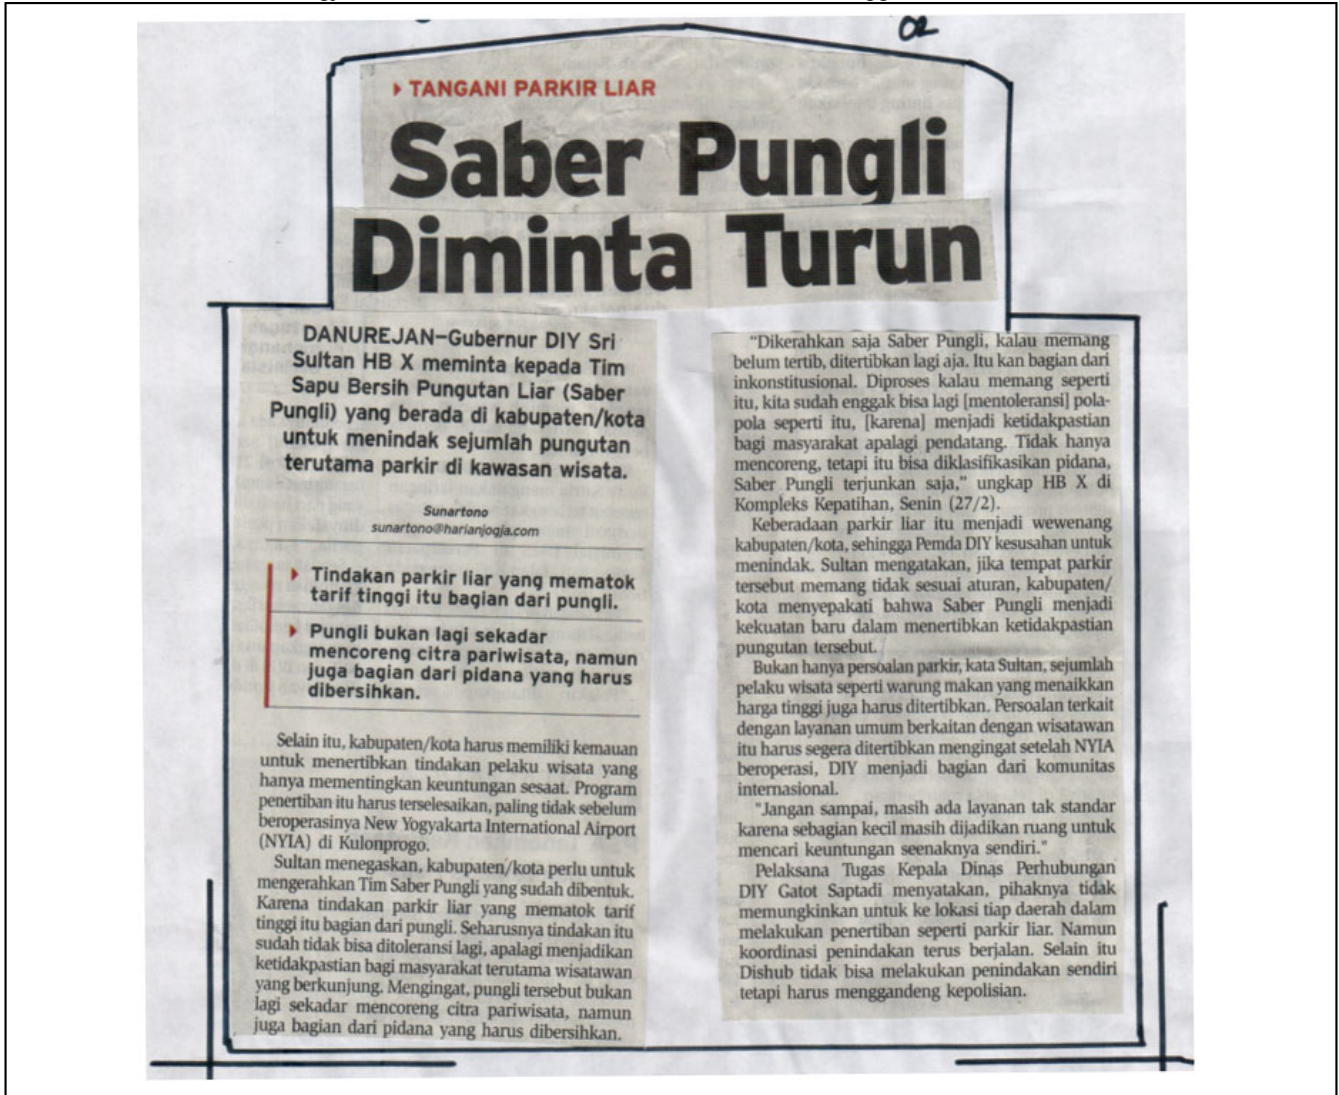 02
TANGANI PARKIR LIAR
Saber Pungli
Diminta Turun
DANUREJAN—Gubernur DIY Sri
Sultan HB X meminta kepada Tim
Sapu Bersih Pungutan Liar (Saber
Pungli) yang berada di kabupaten/kota
untuk menindak sejumlah pungutan
terutama parkir di kawasan wisata.
Sunartono
sunartono@harianjogja.com
Tindakan parkir liar yang mematok
tarif tinggi itu bagian dari pungli.
Pungli bukan lagi sekadar
mencoreng citra pariwisata, namun
juga bagian dari pidana yang harus
dibersihkan.
Selain itu, kabupaten/kota harus memiliki kemauan
untuk menertibkan tindakan pelaku wisata yang
hanya mementingkan keuntungan sesaat. Program
penertiban itu harus terselesaikan, paling tidak sebelum
beroperasinya New Yogyakarta International Airport
(NYIA) di Kulonprogo.
Sultan menegaskan, kabupaten/kota perlu untuk
mengerahkan Tim Saber Pungli yang sudah dibentuk.
Karena tindakan parkir liar yang mematok tarif
tinggi itu bagian dari pungli. Seharusnya tindakan itu
sudah tidak bisa ditoleransi lagi, apalagi menjadikan
ketidakpastian bagi masyarakat terutama wisatawan
yang berkunjung. Mengingat, pungli tersebut bukan
lagi sekadar mencoreng citra pariwisata, namun
juga bagian dari pidana yang harus dibersihkan.
"Dikerahkan saja Saber Pungli, kalau memang
belum tertib, ditertibkan lagi aja. Itu kan bagian dari
inkonstitusional. Diproses kalau memang seperti
itu, kita sudah enggak bisa lagi [mentoleransi] pola-
pola seperti itu, [karena] menjadi ketidakpastian
bagi masyarakat apalagi pendatang. Tidak hanya
mencoreng, tetapi itu bisa diklasifikasikan pidana,
Saber Pungli terjunkan saja," ungkap HB X di
Kompleks Kepatihan, Senin (27/2).
Keberadaan parkir liar itu menjadi wewenang
kabupaten/kota, sehingga Pemda DIY kesusahan untuk
menindak. Sultan mengatakan, jika tempat parkir
tersebut memang tidak sesuai aturan, kabupaten/
kota menyepakati bahwa Saber Pungli menjadi
kekuatan baru dalam menertibkan ketidakpastian
pungutan tersebut.
Bukan hanya persoalan parkir, kata Sultan, sejumlah
pelaku wisata seperti warung makan yang menaikkan
harga tinggi juga harus ditertibkan. Persoalan terkait
dengan layanan umum berkaitan dengan wisatawan
itu harus segera ditertibkan mengingat setelah NYIA
beroperasi, DIY menjadi bagian dari komunitas
internasional.
"Jangan sampai, masih ada layanan tak standar
karena sebagian kecil masih dijadikan ruang untuk
mencari keuntungan seenaknya sendiri."
Pelaksana Tugas Kepala Dinas Perhubungan
DIY Gatot Saptadi menyatakan, pihaknya tidak
memungkinkan untuk ke lokasi tiap daerah dalam
melakukan penertiban seperti parkir liar. Namun
koordinasi penindakan terus berjalan. Selain itu
Dishub tidak bisa melakukan penindakan sendiri
tetapi harus menggandeng kepolisian.